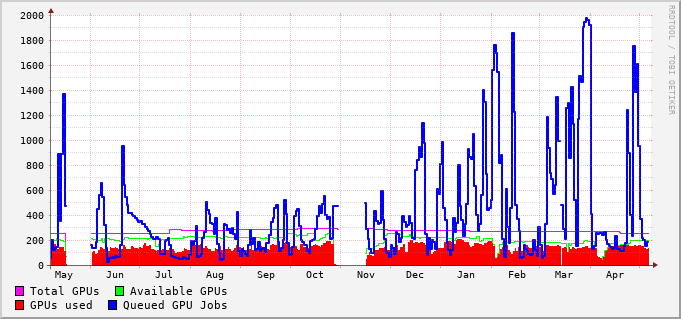 2000
1800
1600
1400
1200
1000
800
600
400
200
0
May Jun Jul Aug Sep Oct Nov Dec Jan Feb Mar Apr
Total GPUs Available GPUs
GPUs used Queued GPU Jobs
RRDTOOL / TOBI OETIKER